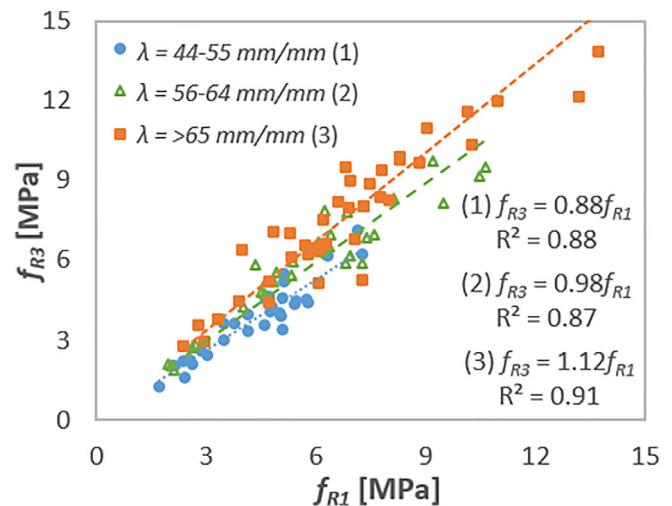 15
12
9
6
3
0
f_R3 [MPa]
λ = 44-55 mm/mm (1)
λ = 56-64 mm/mm (2)
λ = >65 mm/mm (3)
(1) f_R3 = 0.88f_R1
R² = 0.88
(2) f_R3 = 0.98f_R1
R² = 0.87
(3) f_R3 = 1.12f_R1
R² = 0.91
0 3 6 9 12 15
f_R1 [MPa]